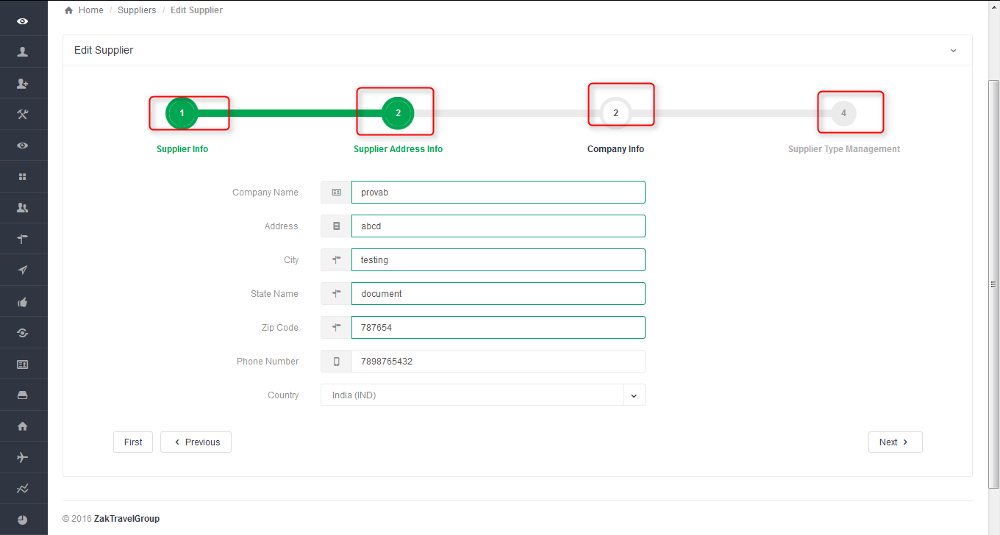 Home / Suppliers / Edit Supplier
Edit Supplier
1 2 2 4
Supplier Info Supplier Address Info Company Info Supplier Type Management
Company Name provab
Address abcd
City testing
State Name document
Zip Code 787654
Phone Number 7898765432
Country India (IND)
First Previous Next
© 2016 ZakTravelGroup